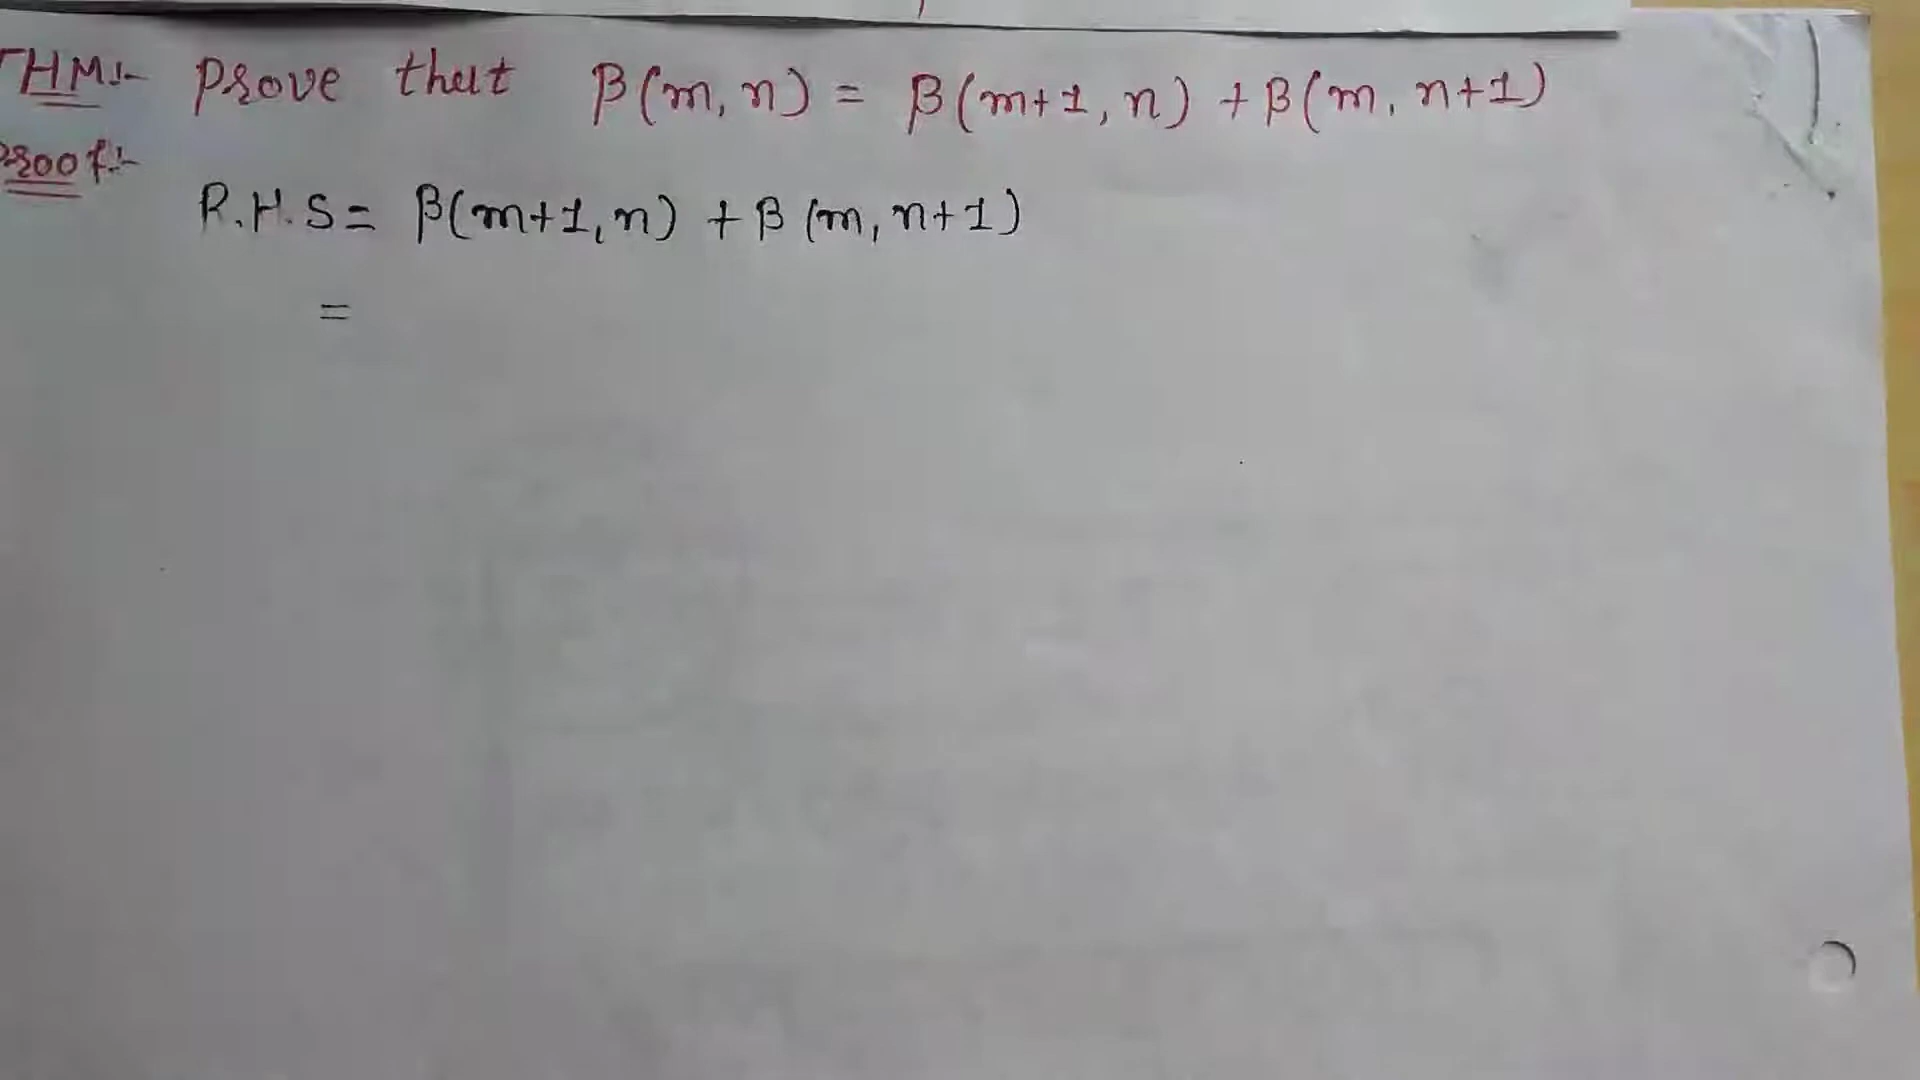 THM:- Prove that β(m, n) = β(m+1, n) + β(m, n+1)
Proof:-
R.H.S = β(m+1, n) + β(m, n+1)
=